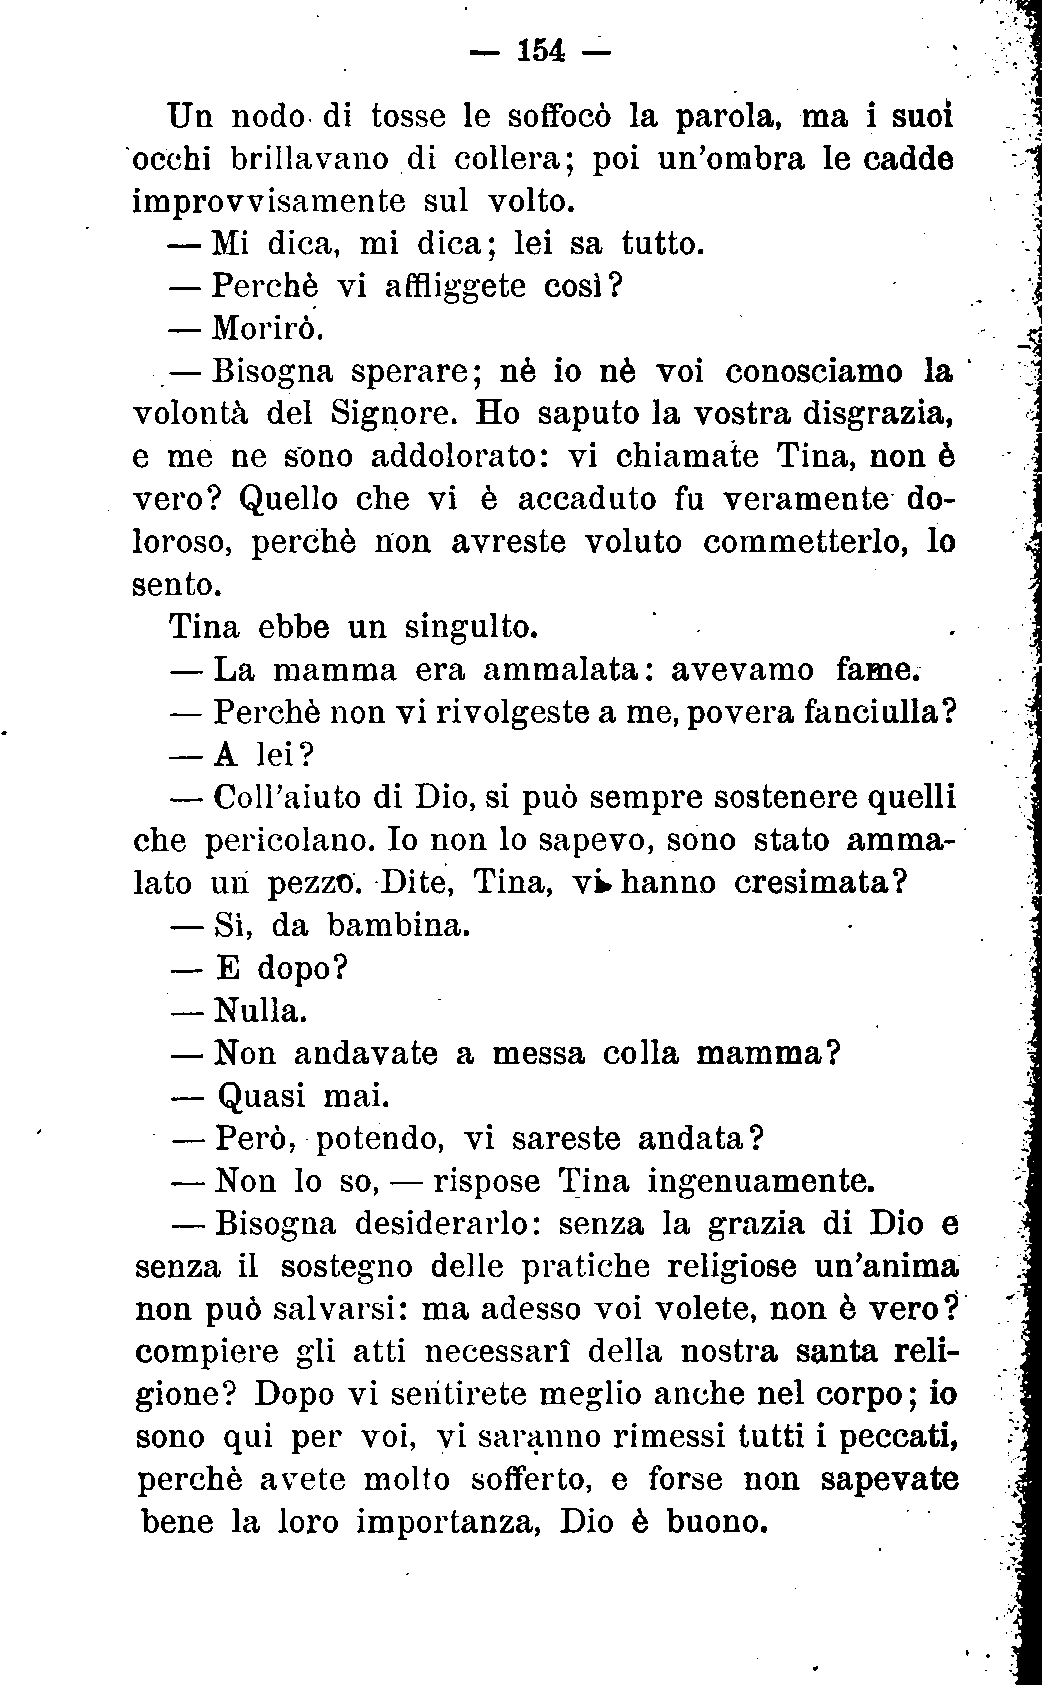 — 154 —
Un nodo di tosse le soffocò la parola, ma i suoi
occhi brillavano di collera; poi un'ombra le cadde
improvvisamente sul volto.
— Mi dica, mi dica; lei sa tutto.
— Perchè vi affliggete così?
— Morirò.
— Bisogna sperare; nè io nè voi conosciamo la
volontà del Signore. Ho saputo la vostra disgrazia,
e me ne sono addolorato: vi chiamate Tina, non è
vero? Quello che vi è accaduto fu veramente do-
loroso, perchè non avreste voluto commetterlo, lo
sento.
Tina ebbe un singulto.
— La mamma era ammalata: avevamo fame.
— Perchè non vi rivolgeste a me, povera fanciulla?
— A lei?
— Coll'aiuto di Dio, si può sempre sostenere quelli
che pericolano. Io non lo sapevo, sono stato amma-
lato un pezzo. Dite, Tina, vi hanno cresimata?
— Sì, da bambina.
— E dopo?
— Nulla.
— Non andavate a messa colla mamma?
— Quasi mai.
— Però, potendo, vi sareste andata?
— Non lo so, — rispose Tina ingenuamente.
— Bisogna desiderarlo: senza la grazia di Dio e
senza il sostegno delle pratiche religiose un'anima
non può salvarsi: ma adesso voi volete, non è vero?
compiere gli atti necessarî della nostra santa reli-
gione? Dopo vi sentirete meglio anche nel corpo; io
sono qui per voi, vi saranno rimessi tutti i peccati,
perchè avete molto sofferto, e forse non sapevate
bene la loro importanza, Dio è buono.